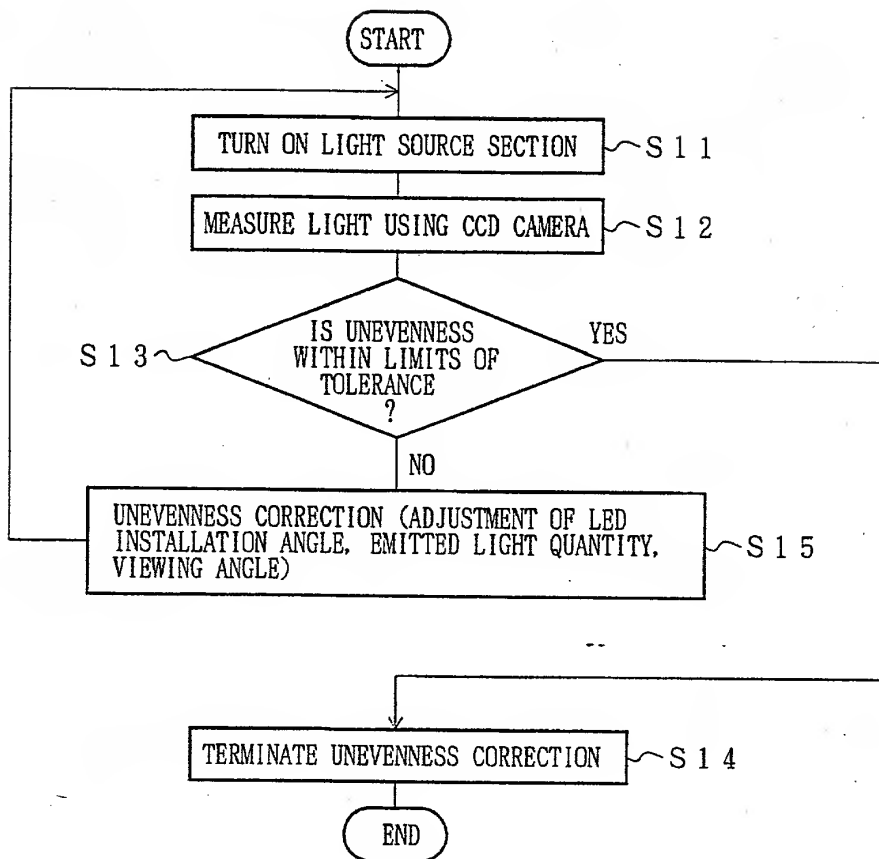 START
TURN ON LIGHT SOURCE SECTION
S11
MEASURE LIGHT USING CCD CAMERA
S12
IS UNEVENNESS
WITHIN LIMITS OF
TOLERANCE
?
S13
YES
NO
UNEVENNESS CORRECTION (ADJUSTMENT OF LED
INSTALLATION ANGLE, EMITTED LIGHT QUANTITY,
VIEWING ANGLE)
S15
TERMINATE UNEVENNESS CORRECTION
S14
END